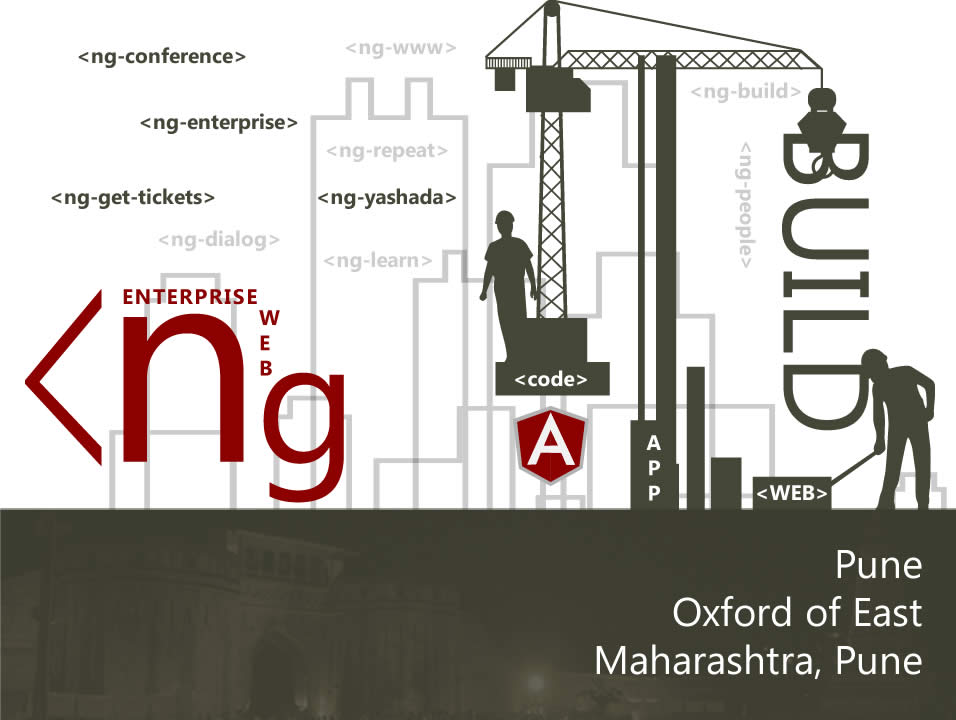 <ng-conference>
<ng-www>
<ng-build>
<ng-enterprise>
<ng-repeat>
<ng-people>
<ng-get-tickets>
<ng-yashada>
<ng-dialog>
<ng-learn>
BUILD
ENTERPRISE
WEB
<ng
<code>
A
APP
<WEB>
Pune
Oxford of East
Maharashtra, Pune